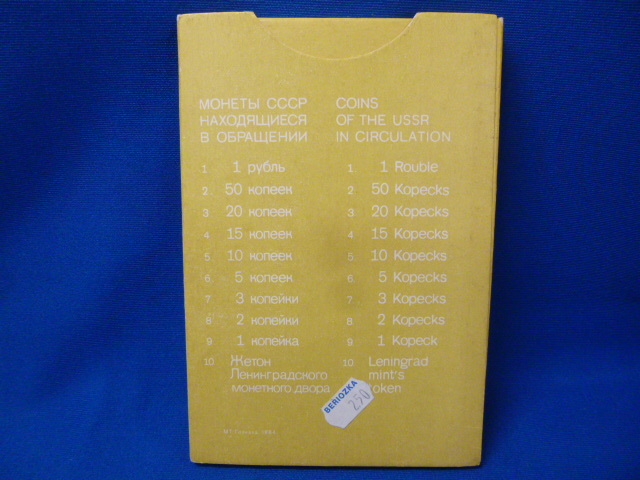 МОНЕТЫ СССР
НАХОДЯЩИЕСЯ
В ОБРАЩЕНИИ
1 1 рубль
2 50 копеек
3 20 копеек
4 15 копеек
5 10 копеек
6 5 копеек
7 3 копейки
8 2 копейки
9 1 копейка
10 Жетон
Ленинградского
монетного двора
COINS
OF THE USSR
IN CIRCULATION
1 1 Rouble
2 50 Kopecks
3 20 Kopecks
4 15 Kopecks
5 10 Kopecks
6 5 Kopecks
7 3 Kopecks
8 2 Kopecks
9 1 Kopeck
10 Leningrad
mint's
token
BERIOZKA
250